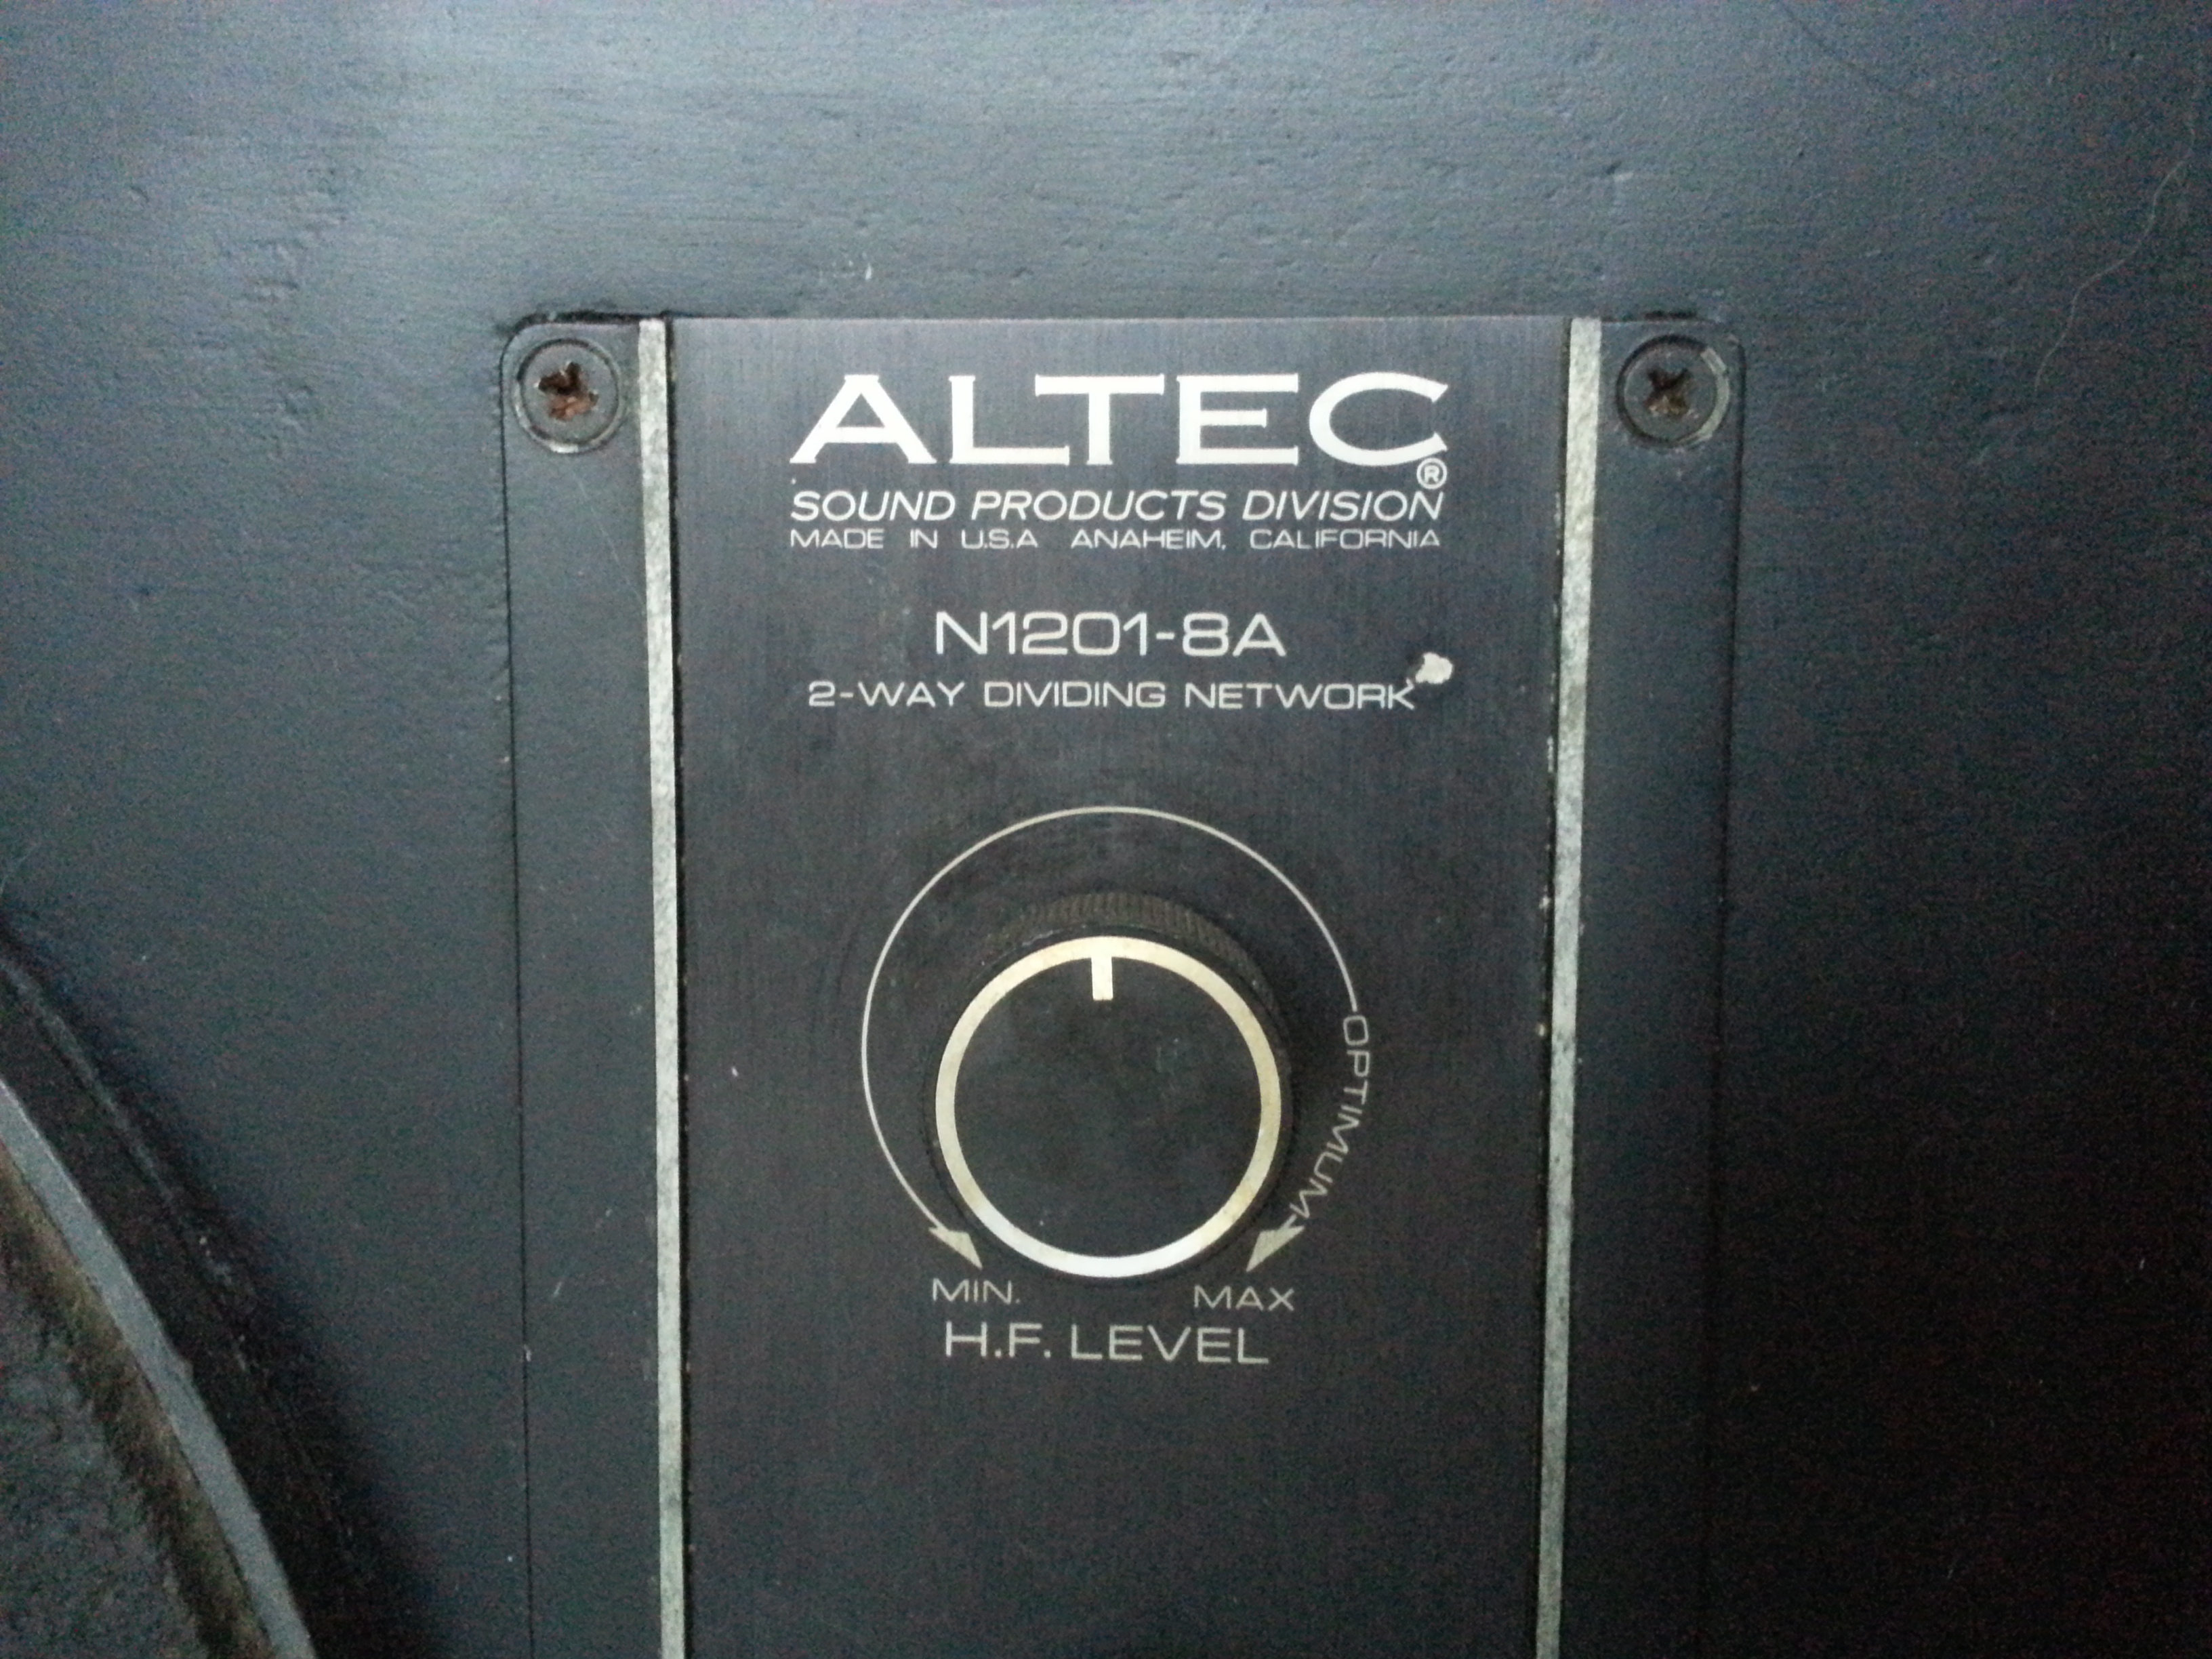 ALTEC®
SOUND PRODUCTS DIVISION
MADE IN U.S.A ANAHEIM, CALIFORNIA
N1201-8A
2-WAY DIVIDING NETWORK
OPTIMUM
MIN. MAX
H.F. LEVEL